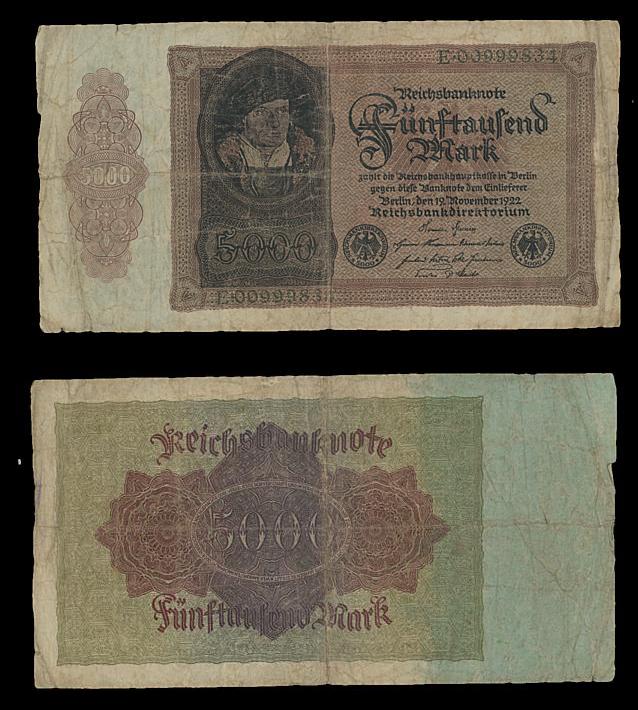 E·00999834
Reichsbanknote
Fünftausend
Mark
zahlt die Reichsbankhauptkasse in Berlin
gegen diese Banknote dem Einlieferer
Berlin, den 19. November 1922
Reichsbankdirektorium
5000
5000
E·0099983
Reichsbanknote
5000
Fünftausend Mark